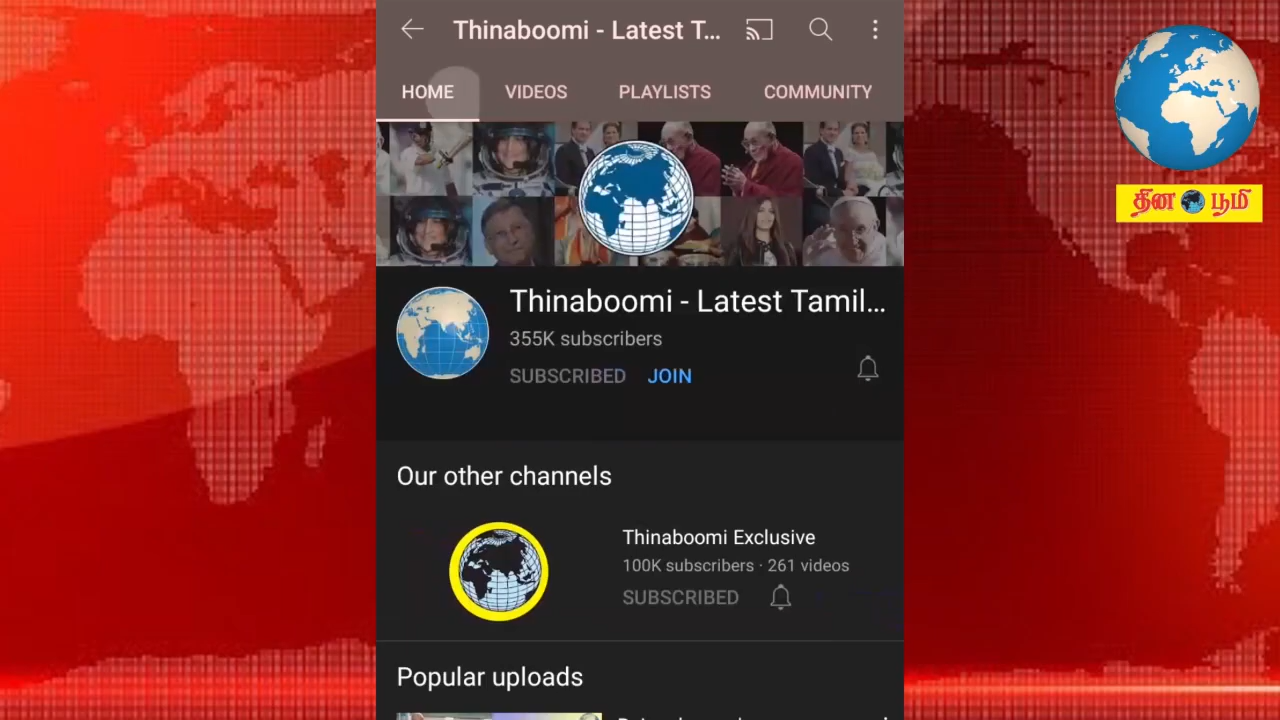 Thinaboomi - Latest T...
HOME VIDEOS PLAYLISTS COMMUNITY
தின பூமி
Thinaboomi - Latest Tamil...
355K subscribers
SUBSCRIBED JOIN
Our other channels
Thinaboomi Exclusive
100K subscribers · 261 videos
SUBSCRIBED
Popular uploads